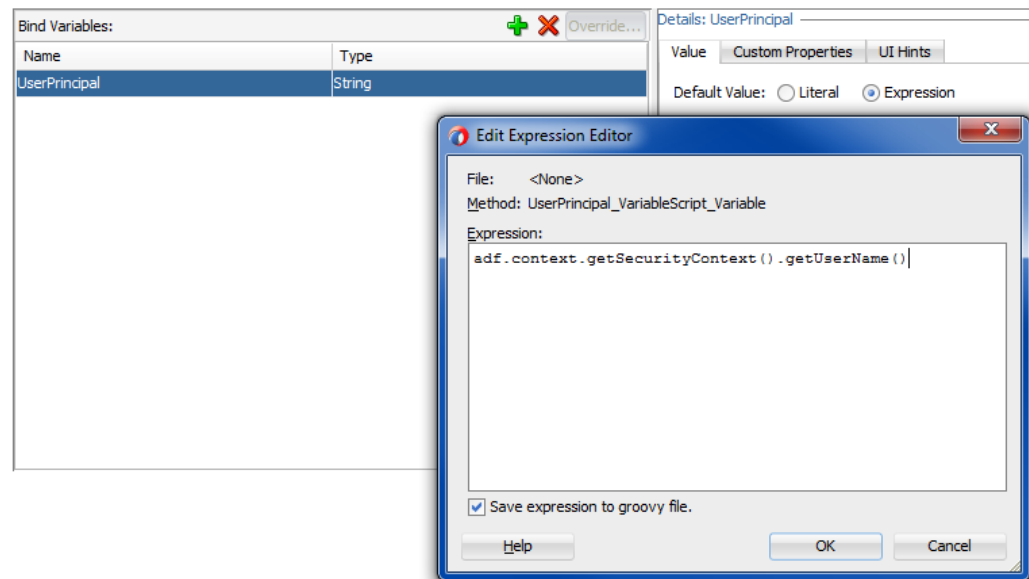 Bind Variables:
Override...
Name Type
UserPrincipal String
Details: UserPrincipal
Value Custom Properties UI Hints
Default Value: Literal Expression
Edit Expression Editor
File: <None>
Method: UserPrincipal_VariableScript_Variable
Expression:
adf.context.getSecurityContext().getUserName()
Save expression to groovy file.
Help OK Cancel